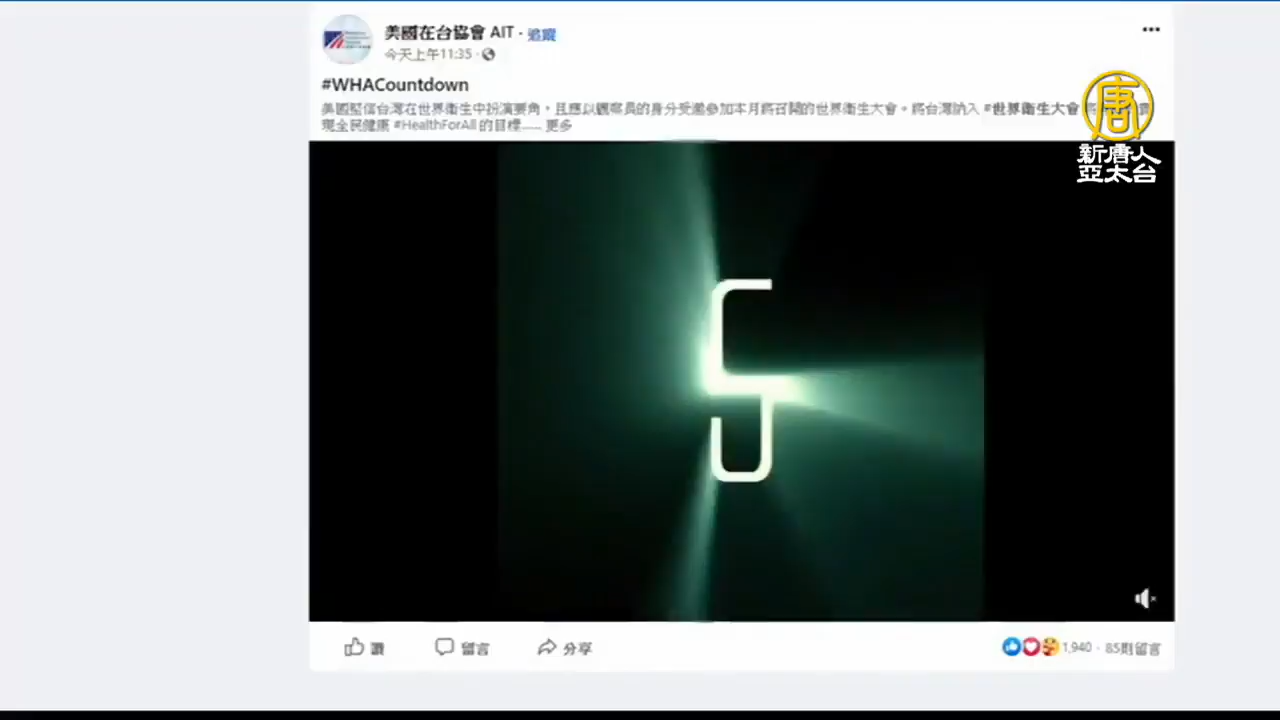 美國在台協會 AIT · 追蹤
今天上午11:35 ·
#WHACountdown
美國堅信台灣在世界衛生中扮演要角，且應以觀察員的身分受邀參加本月將召開的世界衛生大會。將台灣納入 #世界衛生大會
現全民健康 #HealthForAll 的目標...... 更多
唐
新唐人
亞太台
5
讚
留言
分享
1,940 · 85則留言